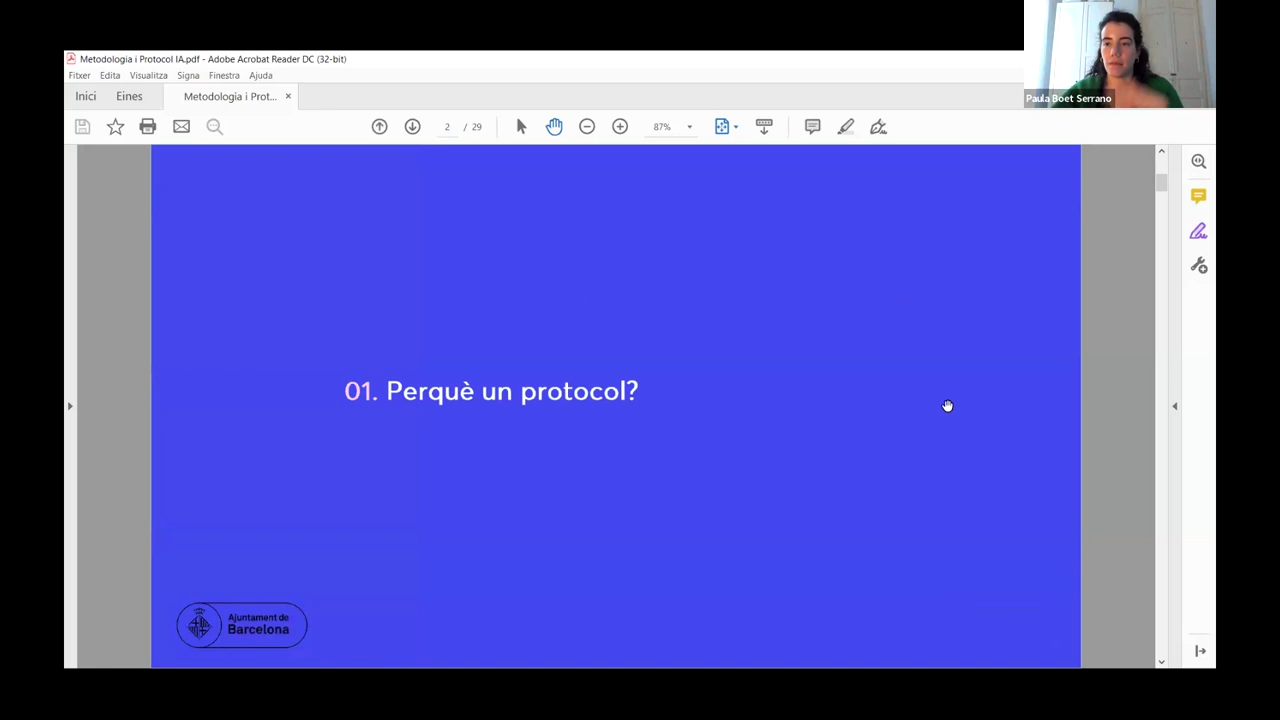 Metodologia i Protocol IA.pdf - Adobe Acrobat Reader DC (32-bit)
Fitxer Edita Visualitza Signa Finestra Ajuda
Inici Eines Metodologia i Prot... ×
2 / 29 87%
Paula Boet Serrano
01. Perquè un protocol?
Ajuntament de
Barcelona